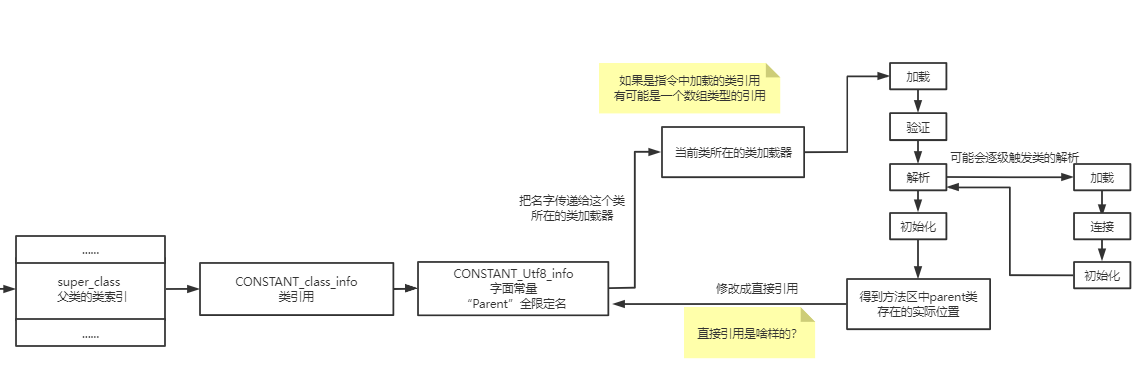 ......
super_class
父类的类索引
......
CONSTANT_class_info
类引用
CONSTANT_Utf8_info
字面常量
“Parent”全限定名
把名字传递给这个类
所在的类加载器
如果是指令中加载的类引用
有可能是一个数组类型的引用
当前类所在的类加载器
加载
验证
解析
初始化
可能会逐级触发类的解析
加载
连接
初始化
得到方法区中parent类
存在的实际位置
修改成直接引用
直接引用是啥样的?